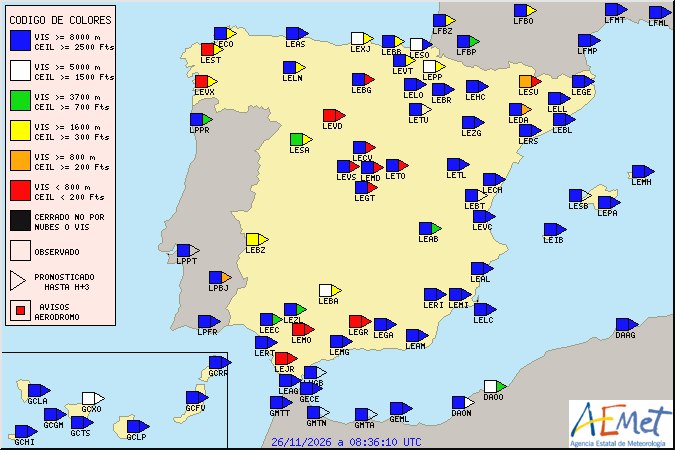 CODIGO DE COLORES
VIS >= 8000 m
CEIL >= 2500 Fts
VIS >= 5000 m
CEIL >= 1500 Fts
VIS >= 3700 m
CEIL >= 700 Fts
VIS >= 1600 m
CEIL >= 300 Fts
VIS >= 800 m
CEIL >= 200 Fts
VIS < 800 m
CEIL < 200 Fts
CERRADO NO POR
NUBES O VIS
OBSERVADO
PRONOSTICADO
HASTA H+3
AVISOS
AERODROMO
LFBO
LFMT
LFML
LFBZ
LECO
LEAS
LEXJ
LEBB
LESO
LFBP
LFMP
LEST
LEVT
LEPP
LELN
LEVX
LEBG
LELO
LEBR
LEHC
LESU
LEGE
LELL
LETV
LEDA
LPPR
LEVD
LEZG
LERS
LEBL
LESA
LECV
LEVS
LEMD
LETO
LETL
LEGT
LECH
LEMH
LEBT
LESB
LEPA
LEVC
LEAB
LEIB
LEBZ
LPPT
LEAL
LPBJ
LEBA
LERI
LEMI
LELC
LEZL
LPFR
LEEC
LEMO
LEGR
LEGA
DAAG
LERT
LEMG
LEAM
LEJR
GCRR
LEAG
LXGB
GECE
DAOO
GCLA
GCXO
GCFV
GMTT
GMTN
GMTA
GEML
DAON
GCGM
GCTS
GCLP
GCHI
26/11/2026 a 08:36:10 UTC
AEMet
Agencia Estatal de Meteorología